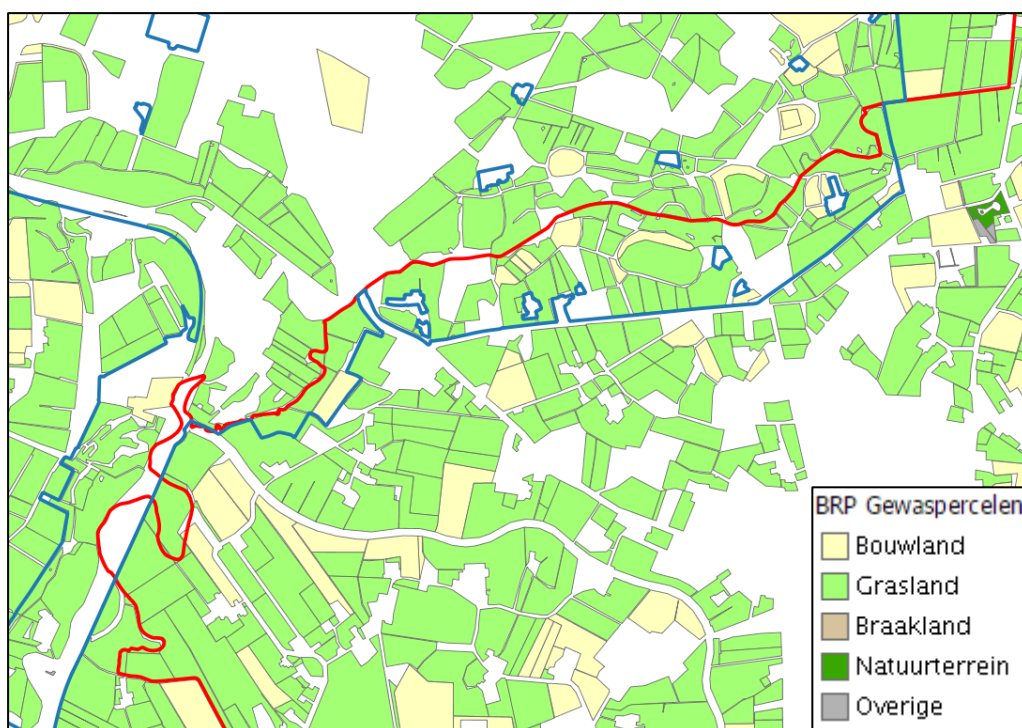 BRP Gewaspercelen
Bouwland
Grasland
Braakland
Natuurterrein
Overige